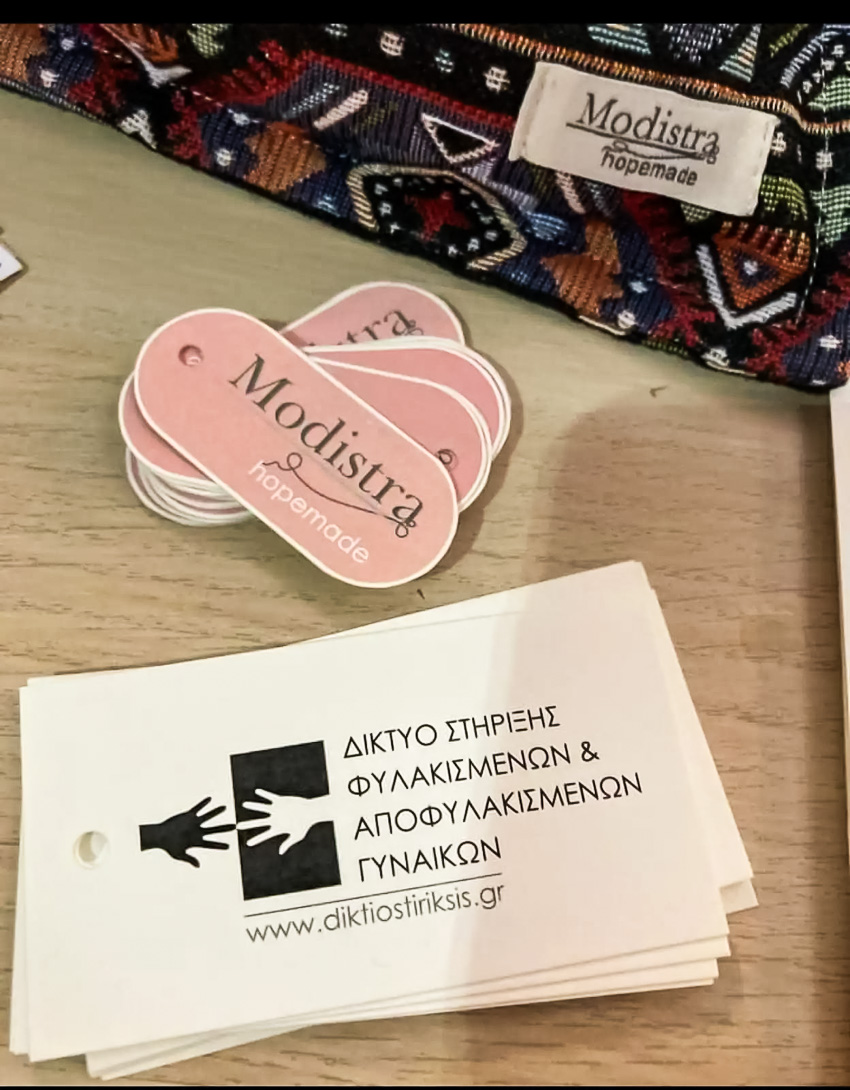 Modistra
hopemade
Modistra
hopemade
ΔΙΚΤΥΟ ΣΤΗΡΙΞΗΣ
ΦΥΛΑΚΙΣΜΕΝΩΝ &
ΑΠΟΦΥΛΑΚΙΣΜΕΝΩΝ
ΓΥΝΑΙΚΩΝ
www.diktiostiriksis.gr